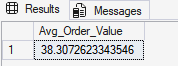 Results Messages
Avg_Order_Value
1 38.3072623343546